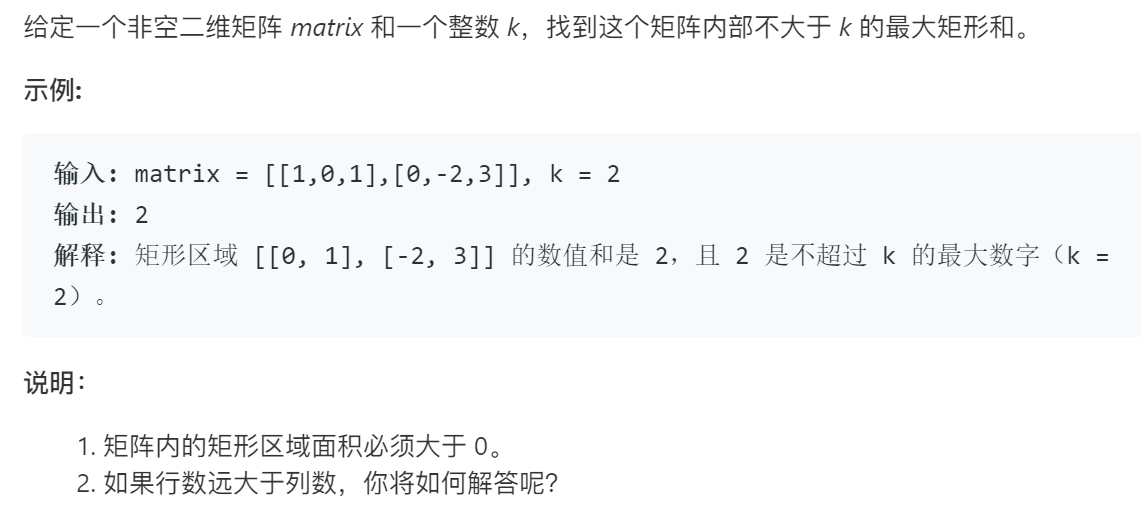 给定一个非空二维矩阵 matrix 和一个整数 k，找到这个矩阵内部不大于 k 的最大矩形和。
示例:
输入: matrix = [[1,0,1],[0,-2,3]], k = 2
输出: 2
解释: 矩形区域 [[0, 1], [-2, 3]] 的数值和是 2，且 2 是不超过 k 的最大数字（k =
2）。
说明：
1. 矩阵内的矩形区域面积必须大于 0。
2. 如果行数远大于列数，你将如何解答呢？